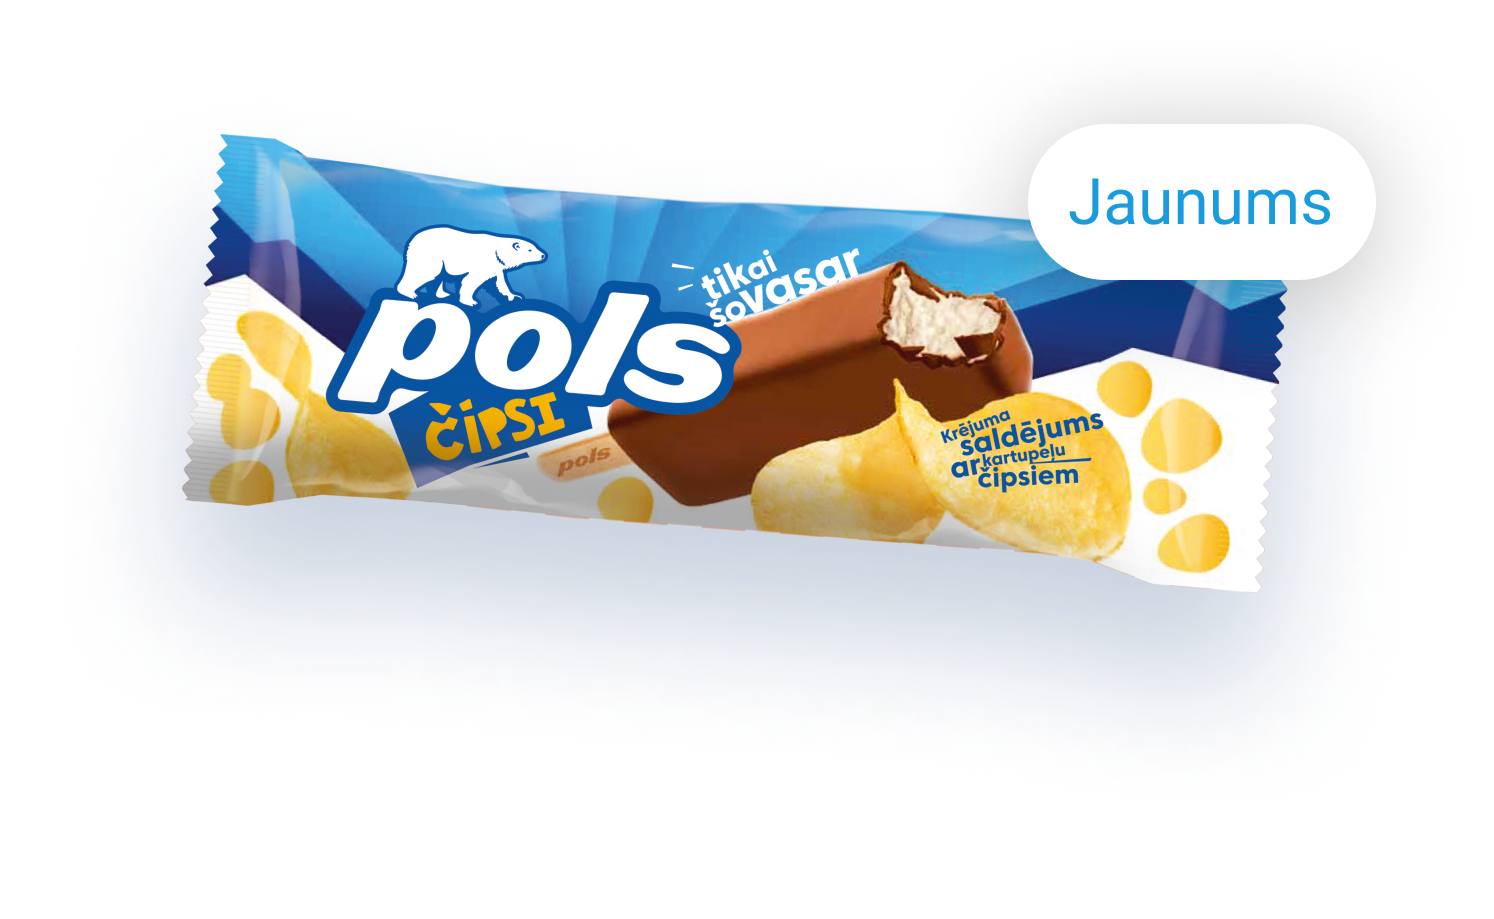 Jaunums
tikai
šovasar
pols
čipsi
pols
Krējuma
saldējums
ar kartupeļu
čipsiem